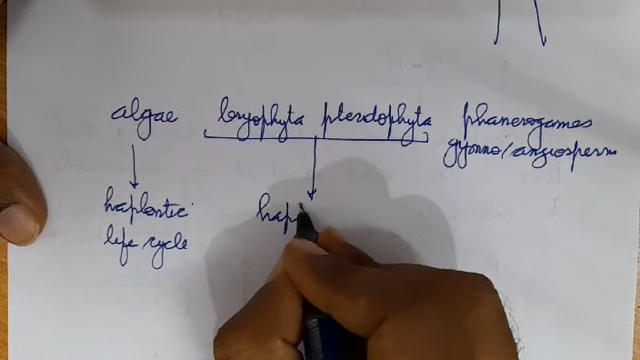 algae bryophyta pteridophyta phanerogames
gymno/angiosperm
haplontic
life cycle
hap